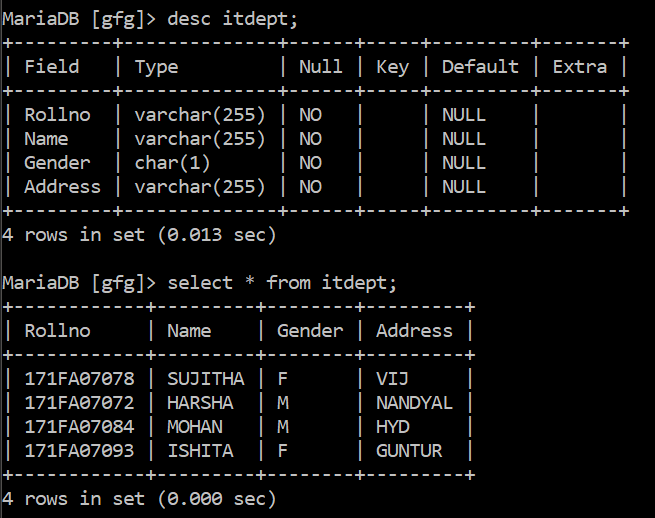 MariaDB [gfg]> desc itdept;
+---------+--------------+------+-----+---------+-------+
| Field   | Type         | Null | Key | Default | Extra |
+---------+--------------+------+-----+---------+-------+
| Rollno  | varchar(255) | NO   |     | NULL    |       |
| Name    | varchar(255) | NO   |     | NULL    |       |
| Gender  | char(1)      | NO   |     | NULL    |       |
| Address | varchar(255) | NO   |     | NULL    |       |
+---------+--------------+------+-----+---------+-------+
4 rows in set (0.013 sec)

MariaDB [gfg]> select * from itdept;
+------------+---------+--------+---------+
| Rollno     | Name    | Gender | Address |
+------------+---------+--------+---------+
| 171FA07078 | SUJITHA | F      | VIJ     |
| 171FA07072 | HARSHA  | M      | NANDYAL |
| 171FA07084 | MOHAN   | M      | HYD     |
| 171FA07093 | ISHITA  | F      | GUNTUR  |
+------------+---------+--------+---------+
4 rows in set (0.000 sec)